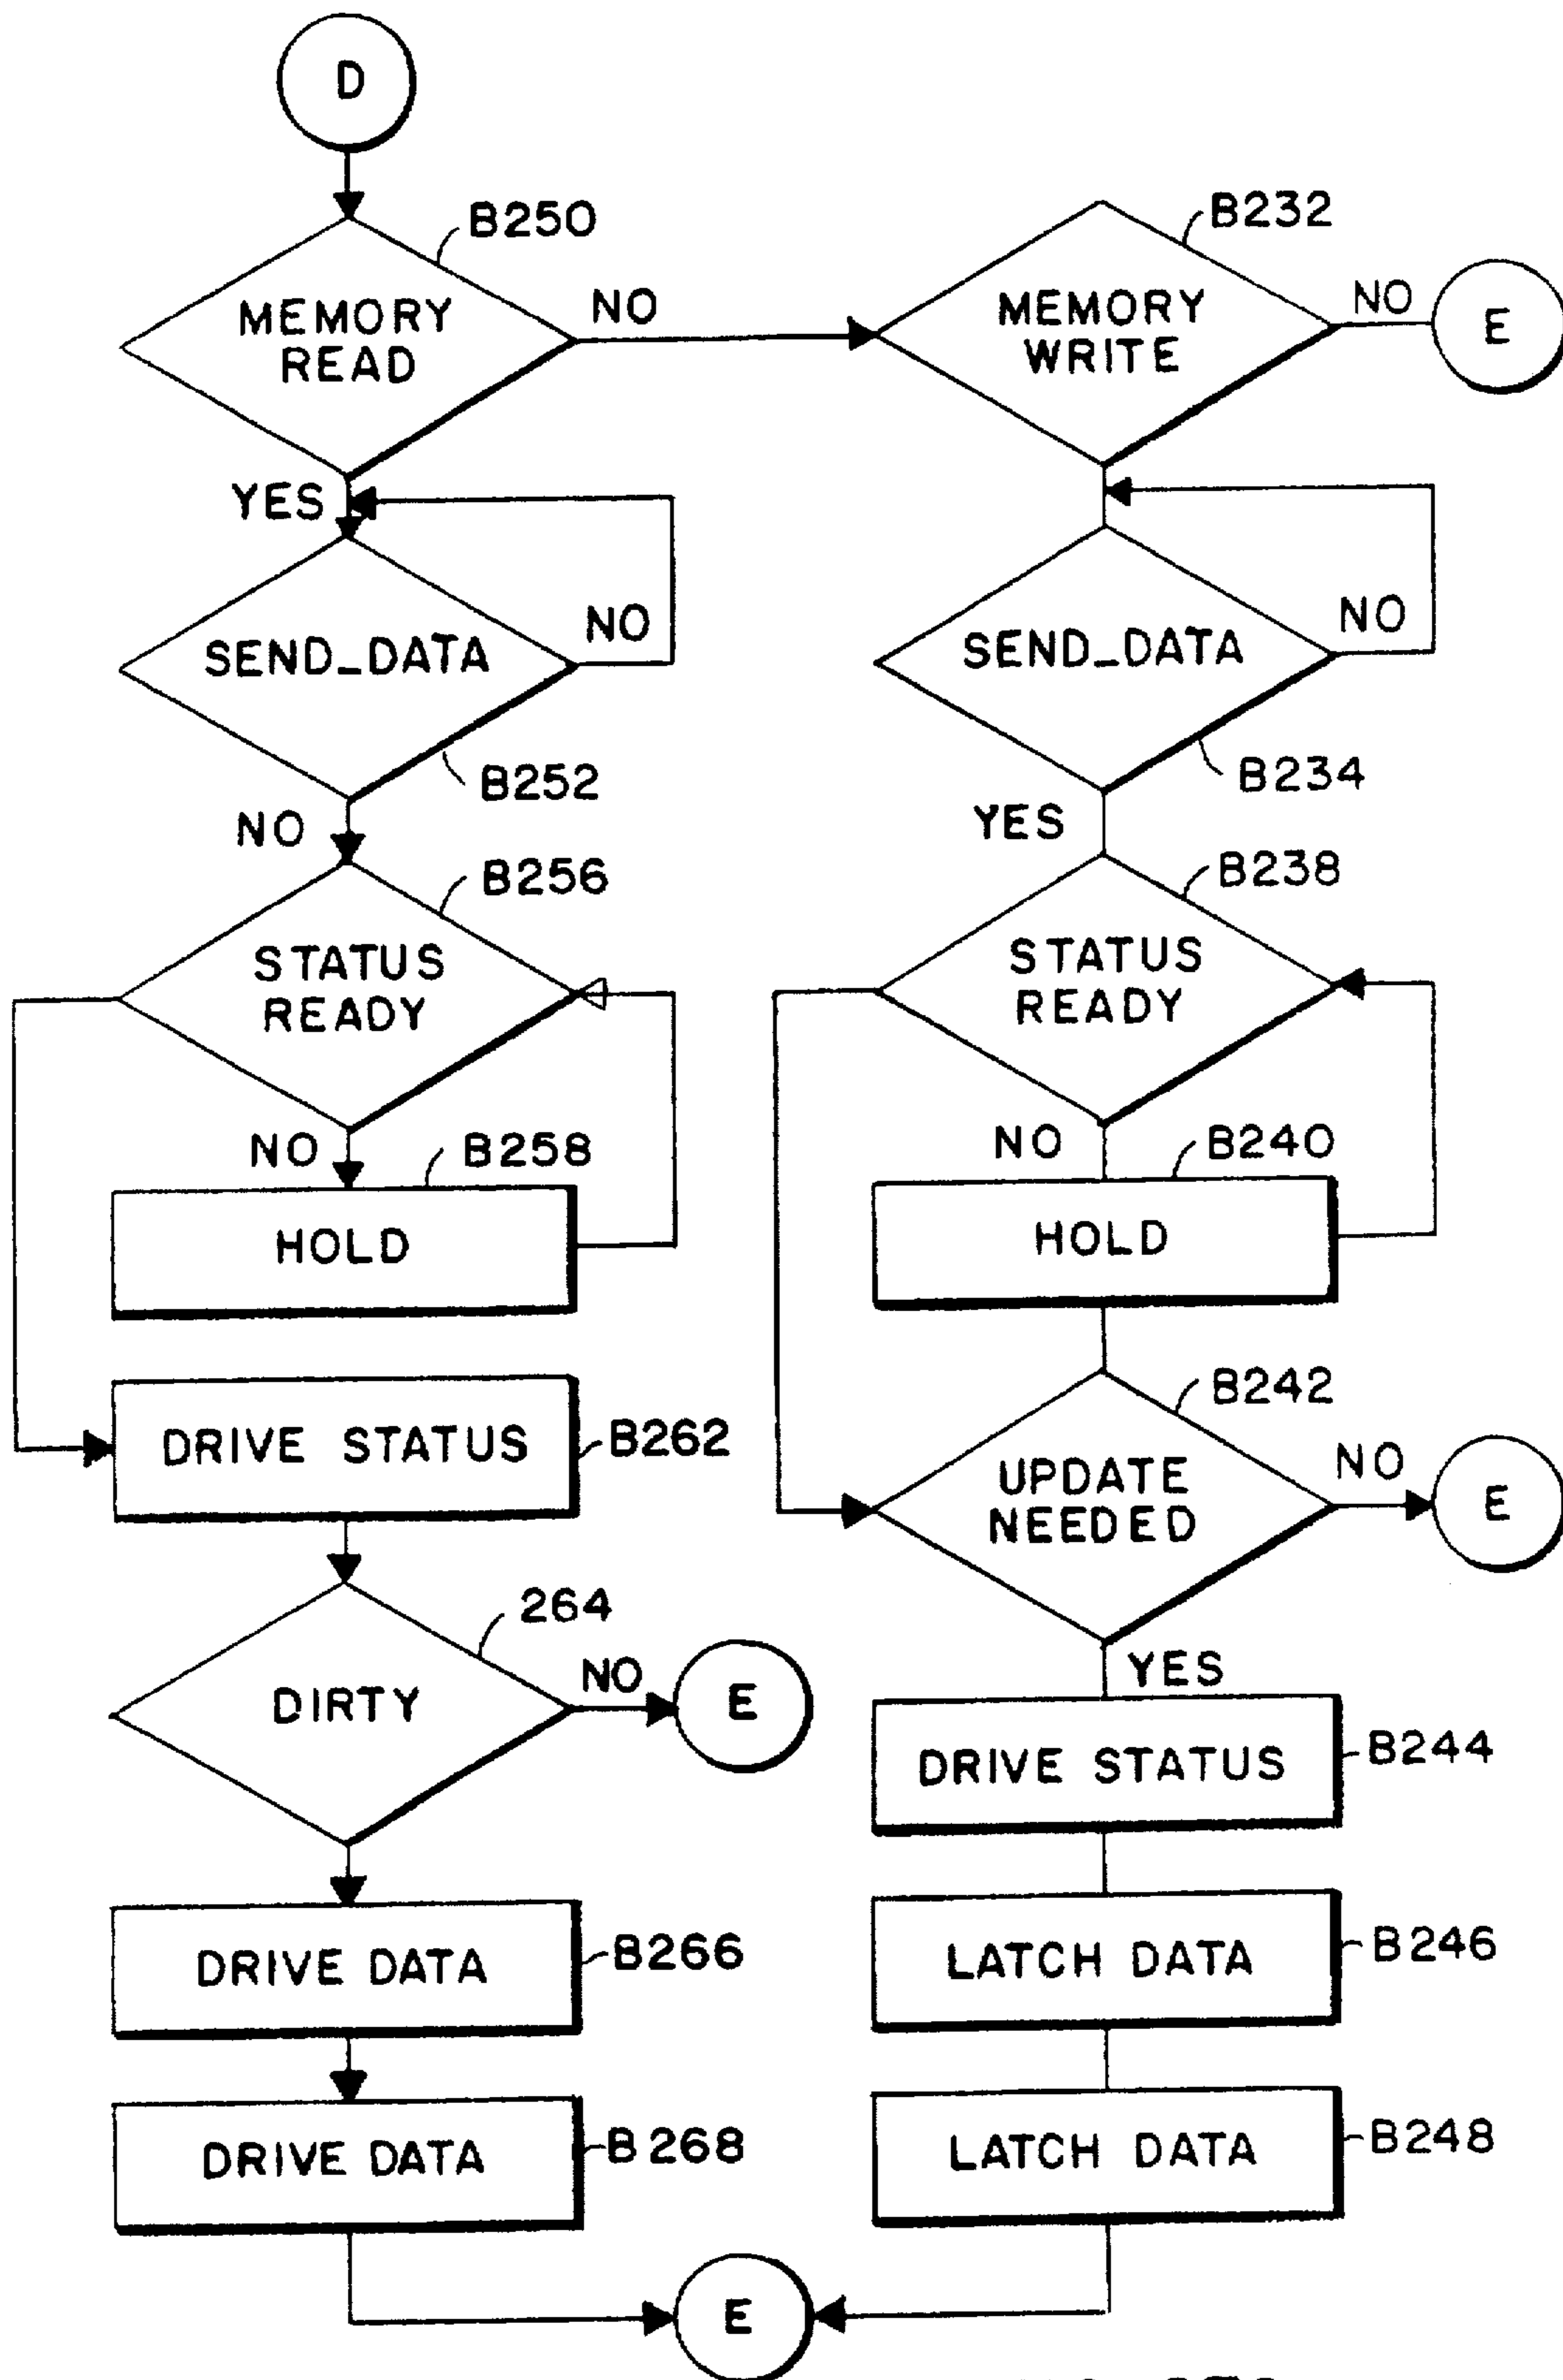 D
B250
MEMORY
READ
NO
B232
MEMORY
WRITE
NO
E
YES
SEND_DATA
NO
B252
SEND_DATA
NO
B234
NO
YES
B256
STATUS
READY
B238
STATUS
READY
NO
B258
HOLD
NO
B240
HOLD
DRIVE STATUS
B262
B242
UPDATE
NEEDED
NO
E
264
DIRTY
NO
E
YES
DRIVE STATUS
B244
DRIVE DATA
B266
LATCH DATA
B246
DRIVE DATA
B268
LATCH DATA
B248
E